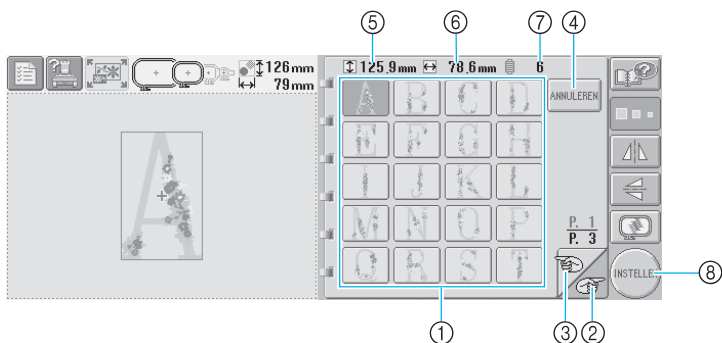 ⑤ ⑥ ⑦ ④
126mm
79mm
125.9mm 78.6mm 6
ANNULEREN
A B C D
E F G H
I J K L
M N O P
Q R S T
P. 1
P. 3
INSTELLEN
⑧
① ③ ②